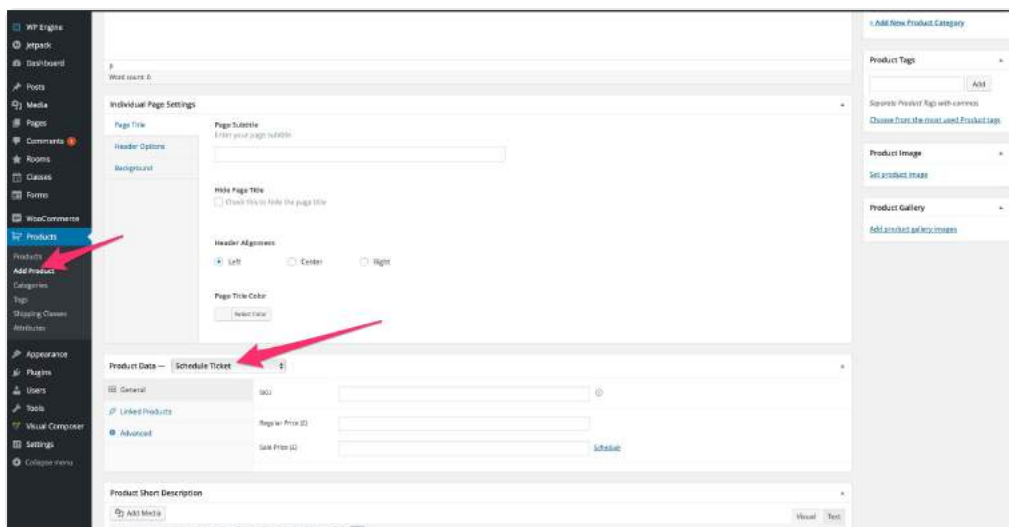 WP Engine
Jetpack
Dashboard
Posts
Media
Pages
Comments
Rooms
Classes
Forms
WooCommerce
Products
Products
Add Product
Categories
Tags
Shipping Classes
Attributes
Appearance
Plugins
Users
Tools
Visual Composer
Settings
Collapse menu
p
Word count: 0
Individual Page Settings
Page Title
Header Options
Background
Page Subtitle
Enter your page subtitle
Hide Page Title
Check this to hide the page title
Header Alignment
Left Center Right
Page Title Color
Select Color
Product Data — Schedule Ticket
General
Linked Products
Advanced
SKU
Regular Price (£)
Sale Price (£)
Schedule
Product Short Description
Add Media
Visual Text
+ Add New Product Category
Product Tags
Add
Separate Product Tags with commas
Choose from the most used Product tags
Product Image
Set product image
Product Gallery
Add product gallery images